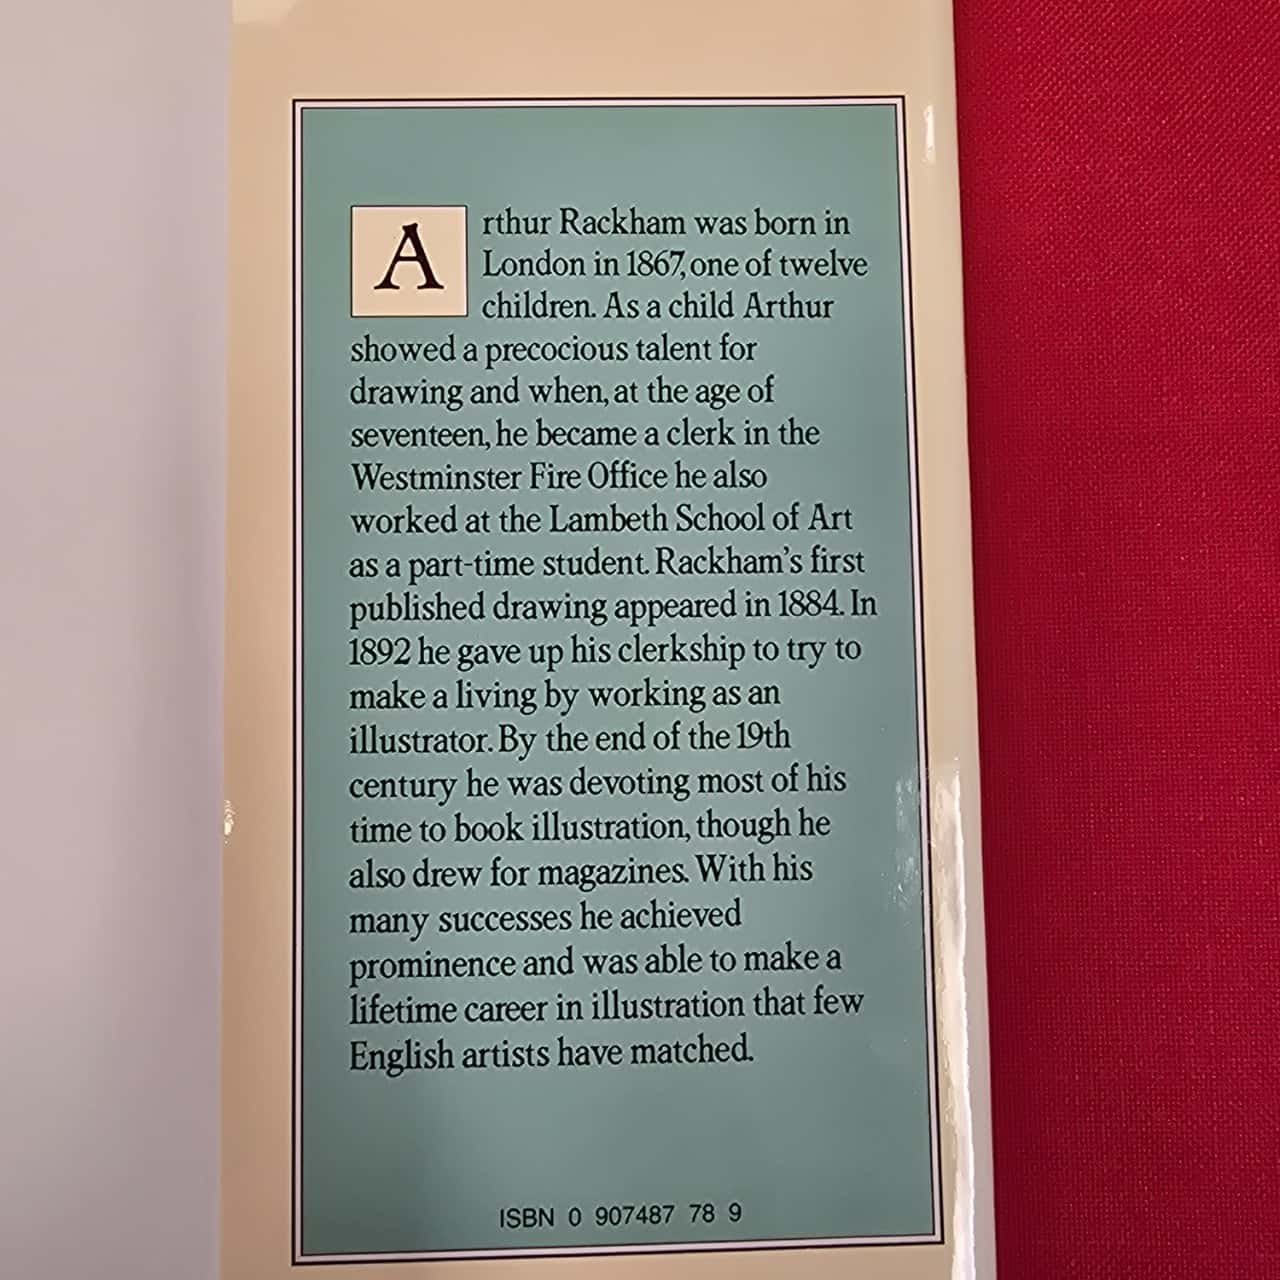 Arthur Rackham was born in
London in 1867, one of twelve
children. As a child Arthur
showed a precocious talent for
drawing and when, at the age of
seventeen, he became a clerk in the
Westminster Fire Office he also
worked at the Lambeth School of Art
as a part-time student. Rackham's first
published drawing appeared in 1884. In
1892 he gave up his clerkship to try to
make a living by working as an
illustrator. By the end of the 19th
century he was devoting most of his
time to book illustration, though he
also drew for magazines. With his
many successes he achieved
prominence and was able to make a
lifetime career in illustration that few
English artists have matched.
ISBN 0 907487 78 9